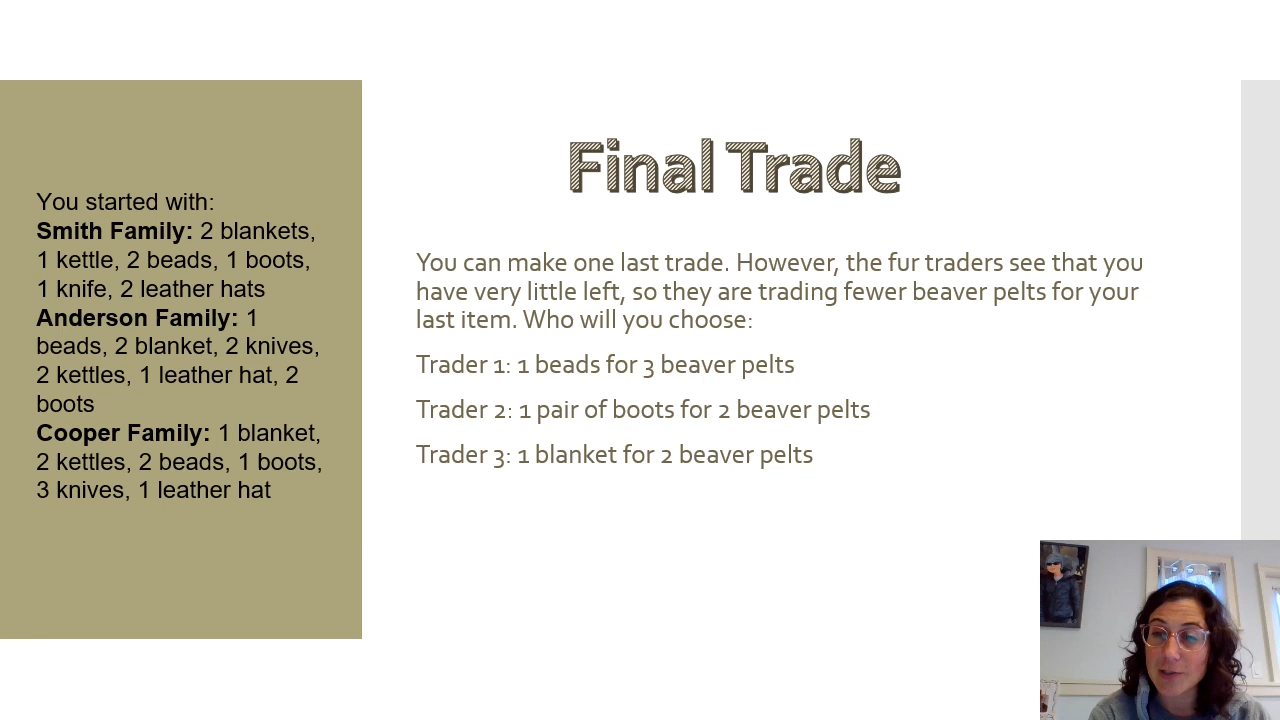 You started with:
Smith Family: 2 blankets,
1 kettle, 2 beads, 1 boots,
1 knife, 2 leather hats
Anderson Family: 1
beads, 2 blanket, 2 knives,
2 kettles, 1 leather hat, 2
boots
Cooper Family: 1 blanket,
2 kettles, 2 beads, 1 boots,
3 knives, 1 leather hat
Final Trade
You can make one last trade. However, the fur traders see that you
have very little left, so they are trading fewer beaver pelts for your
last item. Who will you choose:
Trader 1: 1 beads for 3 beaver pelts
Trader 2: 1 pair of boots for 2 beaver pelts
Trader 3: 1 blanket for 2 beaver pelts